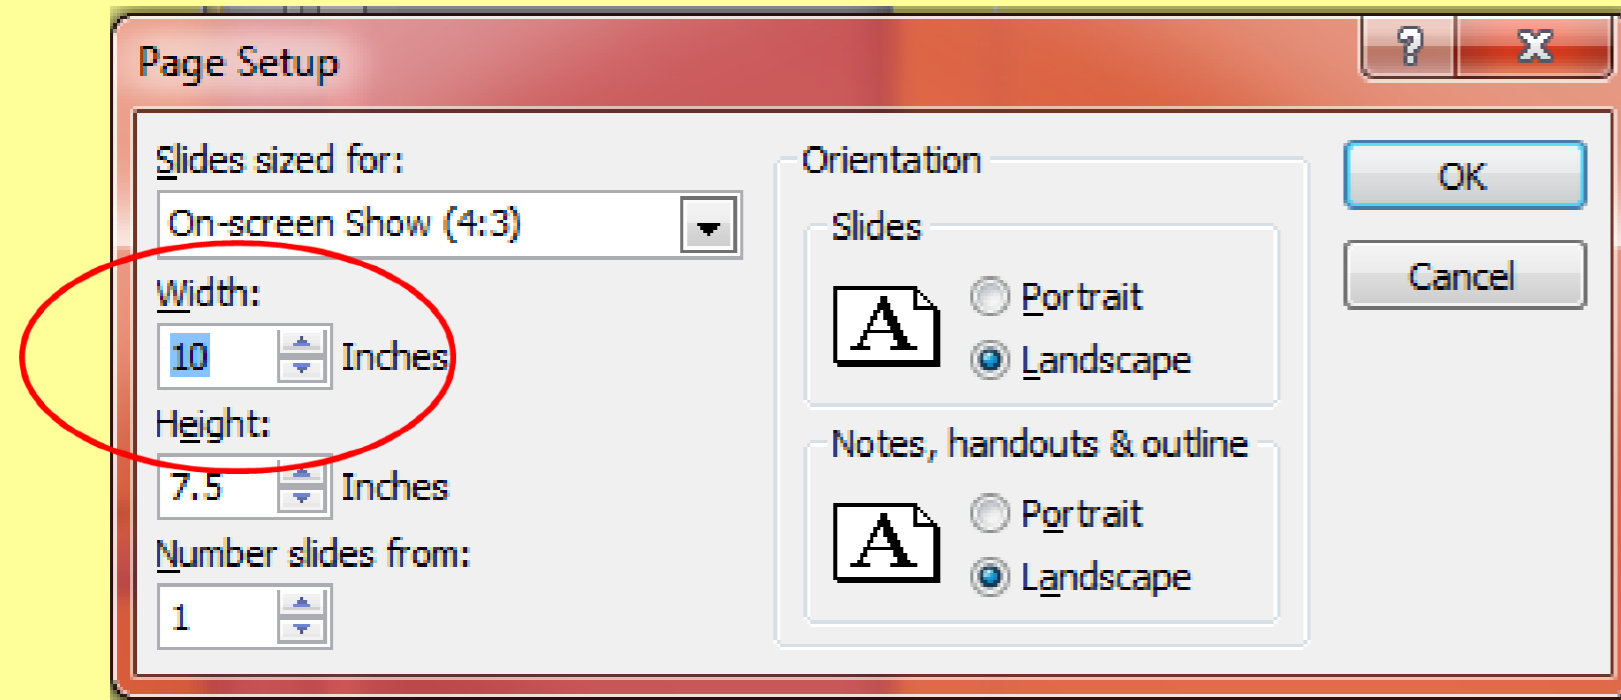 Page Setup
Slides sized for:
On-screen Show (4:3)
Width:
10 Inches
Height:
7.5 Inches
Number slides from:
1
Orientation
Slides
A
Portrait
Landscape
Notes, handouts & outline
A
Portrait
Landscape
?
X
OK
Cancel